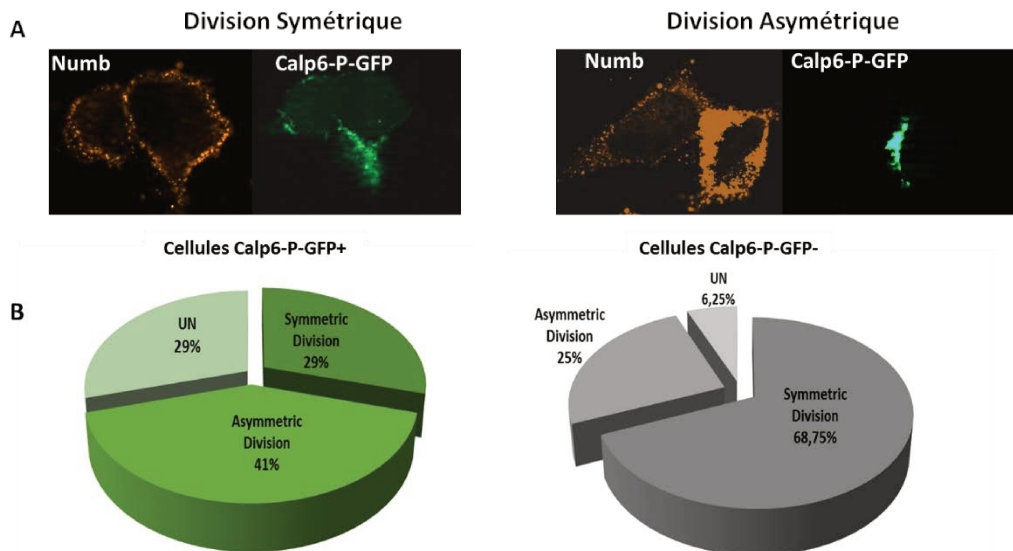 A
Division Symétrique
Division Asymétrique
Numb
Calp6-P-GFP
Numb
Calp6-P-GFP
B
Cellules Calp6-P-GFP+
Cellules Calp6-P-GFP-
UN
29%
Symmetric
Division
29%
Asymmetric
Division
41%
UN
6,25%
Asymmetric
Division
25%
Symmetric
Division
68,75%